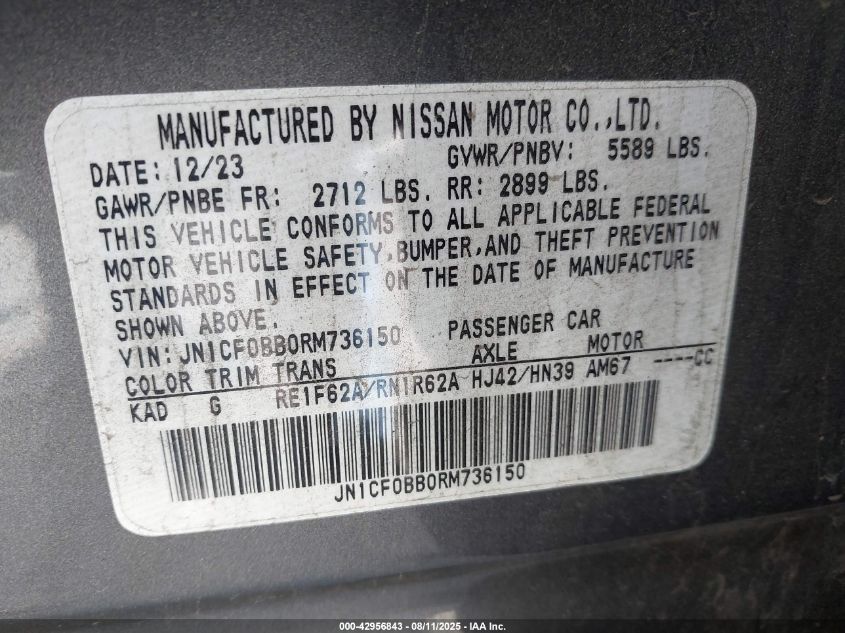 MANUFACTURED BY NISSAN MOTOR CO.,LTD.
DATE: 12/23 GVWR/PNBV: 5589 LBS.
GAWR/PNBE FR: 2712 LBS. RR: 2899 LBS.
THIS VEHICLE CONFORMS TO ALL APPLICABLE FEDERAL
MOTOR VEHICLE SAFETY,BUMPER,AND THEFT PREVENTION
STANDARDS IN EFFECT ON THE DATE OF MANUFACTURE
SHOWN ABOVE.
VIN: JN1CF0BB0RM736150 PASSENGER CAR
COLOR TRIM TRANS AXLE MOTOR
KAD G RE1F62A/RN1R62A HJ42/HN39 AM67 ----CC
JN1CF0BB0RM736150
000-42956843 - 08/11/2025 - IAA Inc.